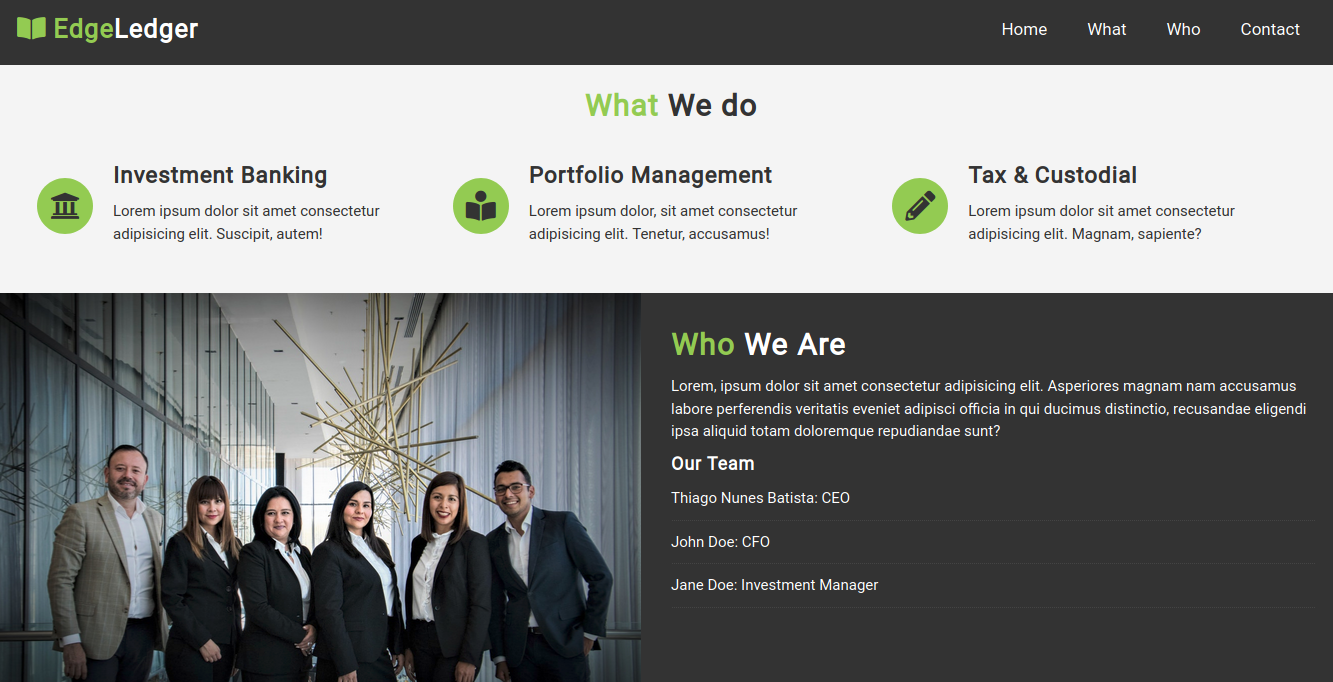 EdgeLedger
Home What Who Contact
What We do
Investment Banking
Lorem ipsum dolor sit amet consectetur
adipisicing elit. Suscipit, autem!
Portfolio Management
Lorem ipsum dolor, sit amet consectetur
adipisicing elit. Tenetur, accusamus!
Tax & Custodial
Lorem ipsum dolor sit amet consectetur
adipisicing elit. Magnam, sapiente?
Who We Are
Lorem, ipsum dolor sit amet consectetur adipisicing elit. Asperiores magnam nam accusamus
labore perferendis veritatis eveniet adipisci officia in qui ducimus distinctio, recusandae eligendi
ipsa aliquid totam doloremque repudiandae sunt?
Our Team
Thiago Nunes Batista: CEO
John Doe: CFO
Jane Doe: Investment Manager